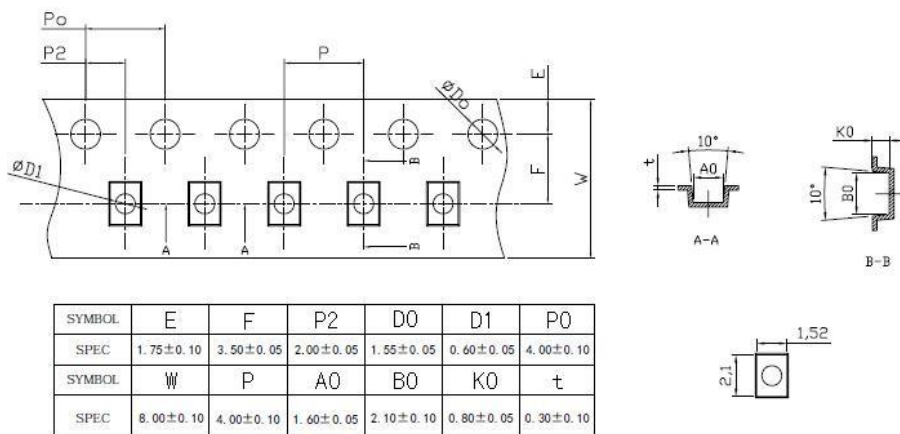 Po
P2
P
E
ØDo
ØD1
F
W
B
B
A
A
t
10°
A0
A-A
K0
10°
B0
B-B
SYMBOL E F P2 D0 D1 P0
SPEC 1.75±0.10 3.50±0.05 2.00±0.05 1.55±0.05 0.60±0.05 4.00±0.10
SYMBOL W P A0 B0 K0 t
SPEC 8.00±0.10 4.00±0.10 1.60±0.05 2.10±0.10 0.80±0.05 0.30±0.10
1,52
2,1